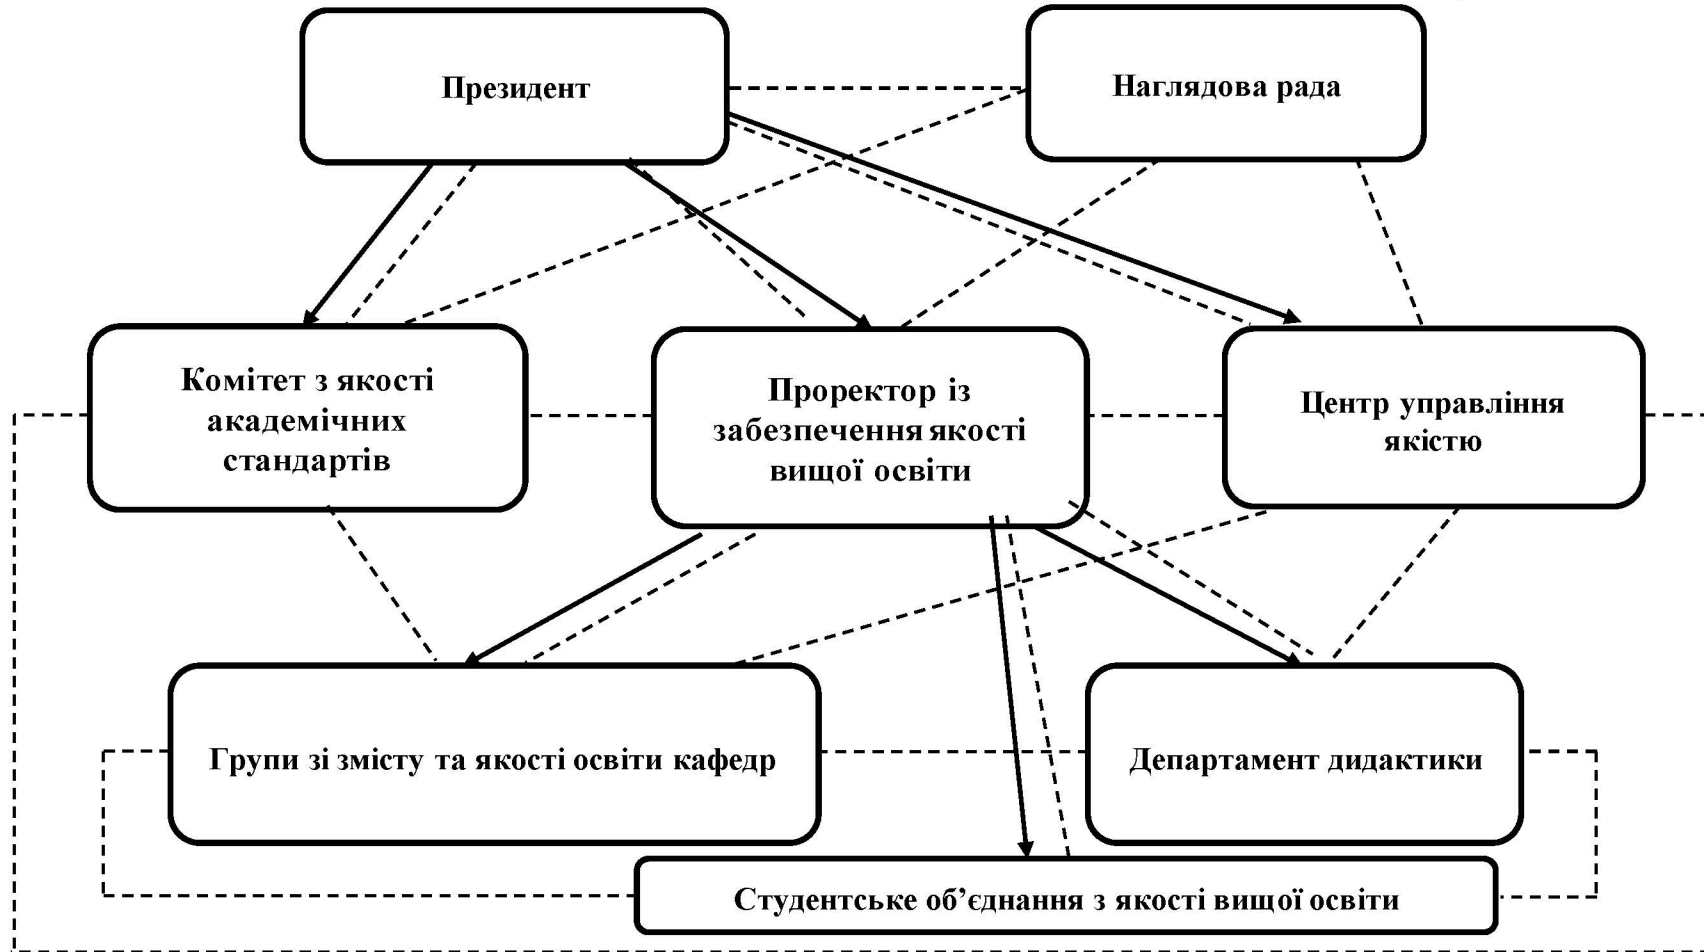 Президент
Наглядова рада
Комітет з якості
академічних
стандартів
Проректор із
забезпечення якості
вищої освіти
Центр управління
якістю
Групи зі змісту та якості освіти кафедр
Департамент дидактики
Студентське об’єднання з якості вищої освіти